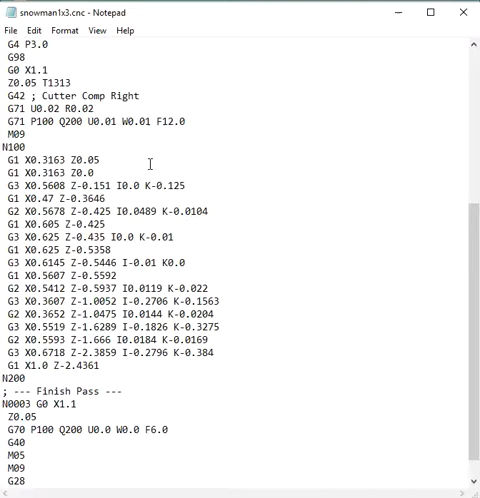 snowman1x3.cnc - Notepad
File Edit Format View Help
G4 P3.0
G98
G0 X1.1
Z0.05 T1313
G42 ; Cutter Comp Right
G71 U0.02 R0.02
G71 P100 Q200 U0.01 W0.01 F12.0
M09
N100
G1 X0.3163 Z0.05
G1 X0.3163 Z0.0
G3 X0.5608 Z-0.151 I0.0 K-0.125
G1 X0.47 Z-0.3646
G2 X0.5678 Z-0.425 I0.0489 K-0.0104
G1 X0.605 Z-0.425
G3 X0.625 Z-0.435 I0.0 K-0.01
G1 X0.625 Z-0.5358
G3 X0.6145 Z-0.5446 I-0.01 K0.0
G1 X0.5607 Z-0.5592
G2 X0.5412 Z-0.5937 I0.0119 K-0.022
G3 X0.3607 Z-1.0052 I-0.2706 K-0.1563
G2 X0.3652 Z-1.0475 I0.0144 K-0.0204
G3 X0.5519 Z-1.6289 I-0.1826 K-0.3275
G2 X0.5593 Z-1.666 I0.0184 K-0.0169
G3 X0.6718 Z-2.3859 I-0.2796 K-0.384
G1 X1.0 Z-2.4361
N200
; --- Finish Pass ---
N0003 G0 X1.1
Z0.05
G70 P100 Q200 U0.0 W0.0 F6.0
G40
M05
M09
G28